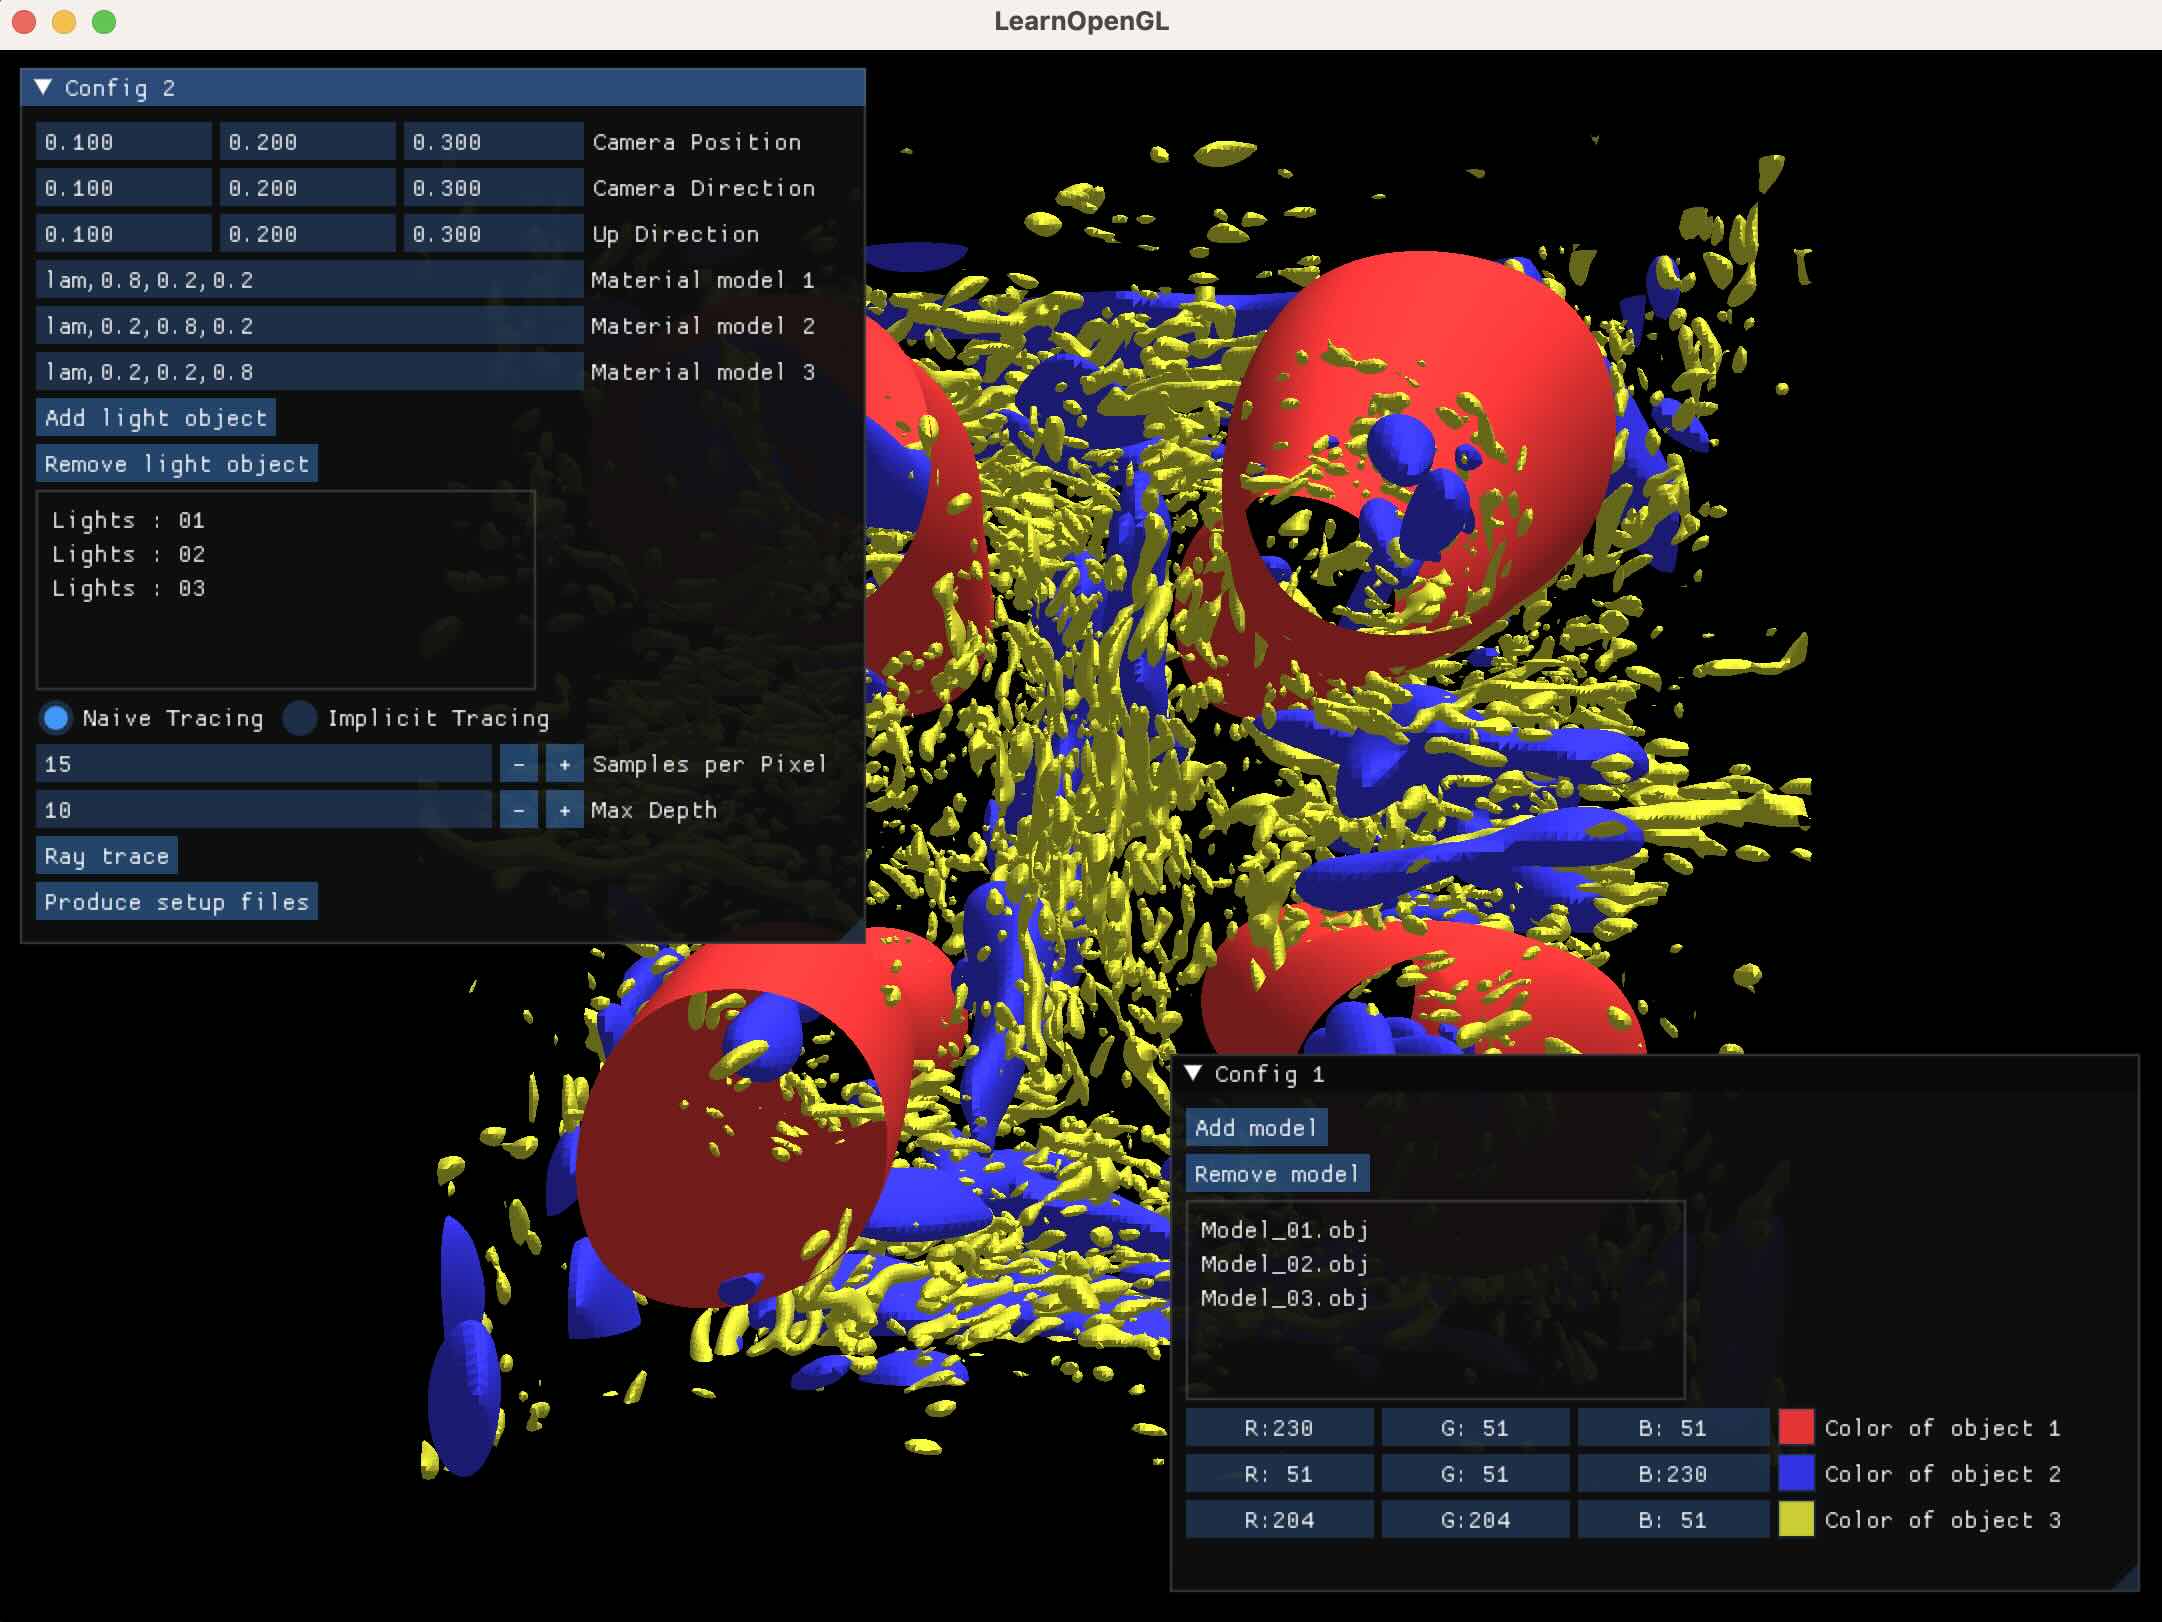 LearnOpenGL
Config 2
0.100 0.200 0.300 Camera Position
0.100 0.200 0.300 Camera Direction
0.100 0.200 0.300 Up Direction
lam,0.8,0.2,0.2 Material model 1
lam,0.2,0.8,0.2 Material model 2
lam,0.2,0.2,0.8 Material model 3
Add light object
Remove light object
Lights : 01
Lights : 02
Lights : 03
Naive Tracing Implicit Tracing
15 - + Samples per Pixel
10 - + Max Depth
Ray trace
Produce setup files
Config 1
Add model
Remove model
Model_01.obj
Model_02.obj
Model_03.obj
R:230 G: 51 B: 51 Color of object 1
R: 51 G: 51 B:230 Color of object 2
R:204 G:204 B: 51 Color of object 3